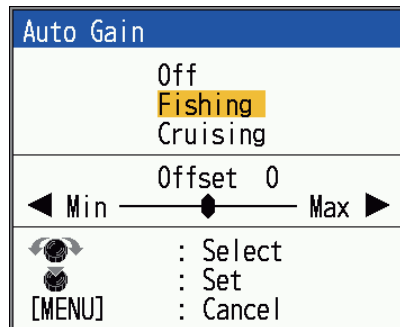 Auto Gain
Off
Fishing
Cruising
Offset 0
Min Max
: Select
: Set
[MENU] : Cancel